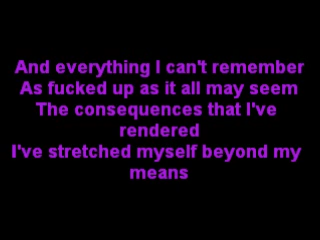 And everything I can't remember
As fucked up as it all may seem
The consequences that I've
rendered
I've stretched myself beyond my
means